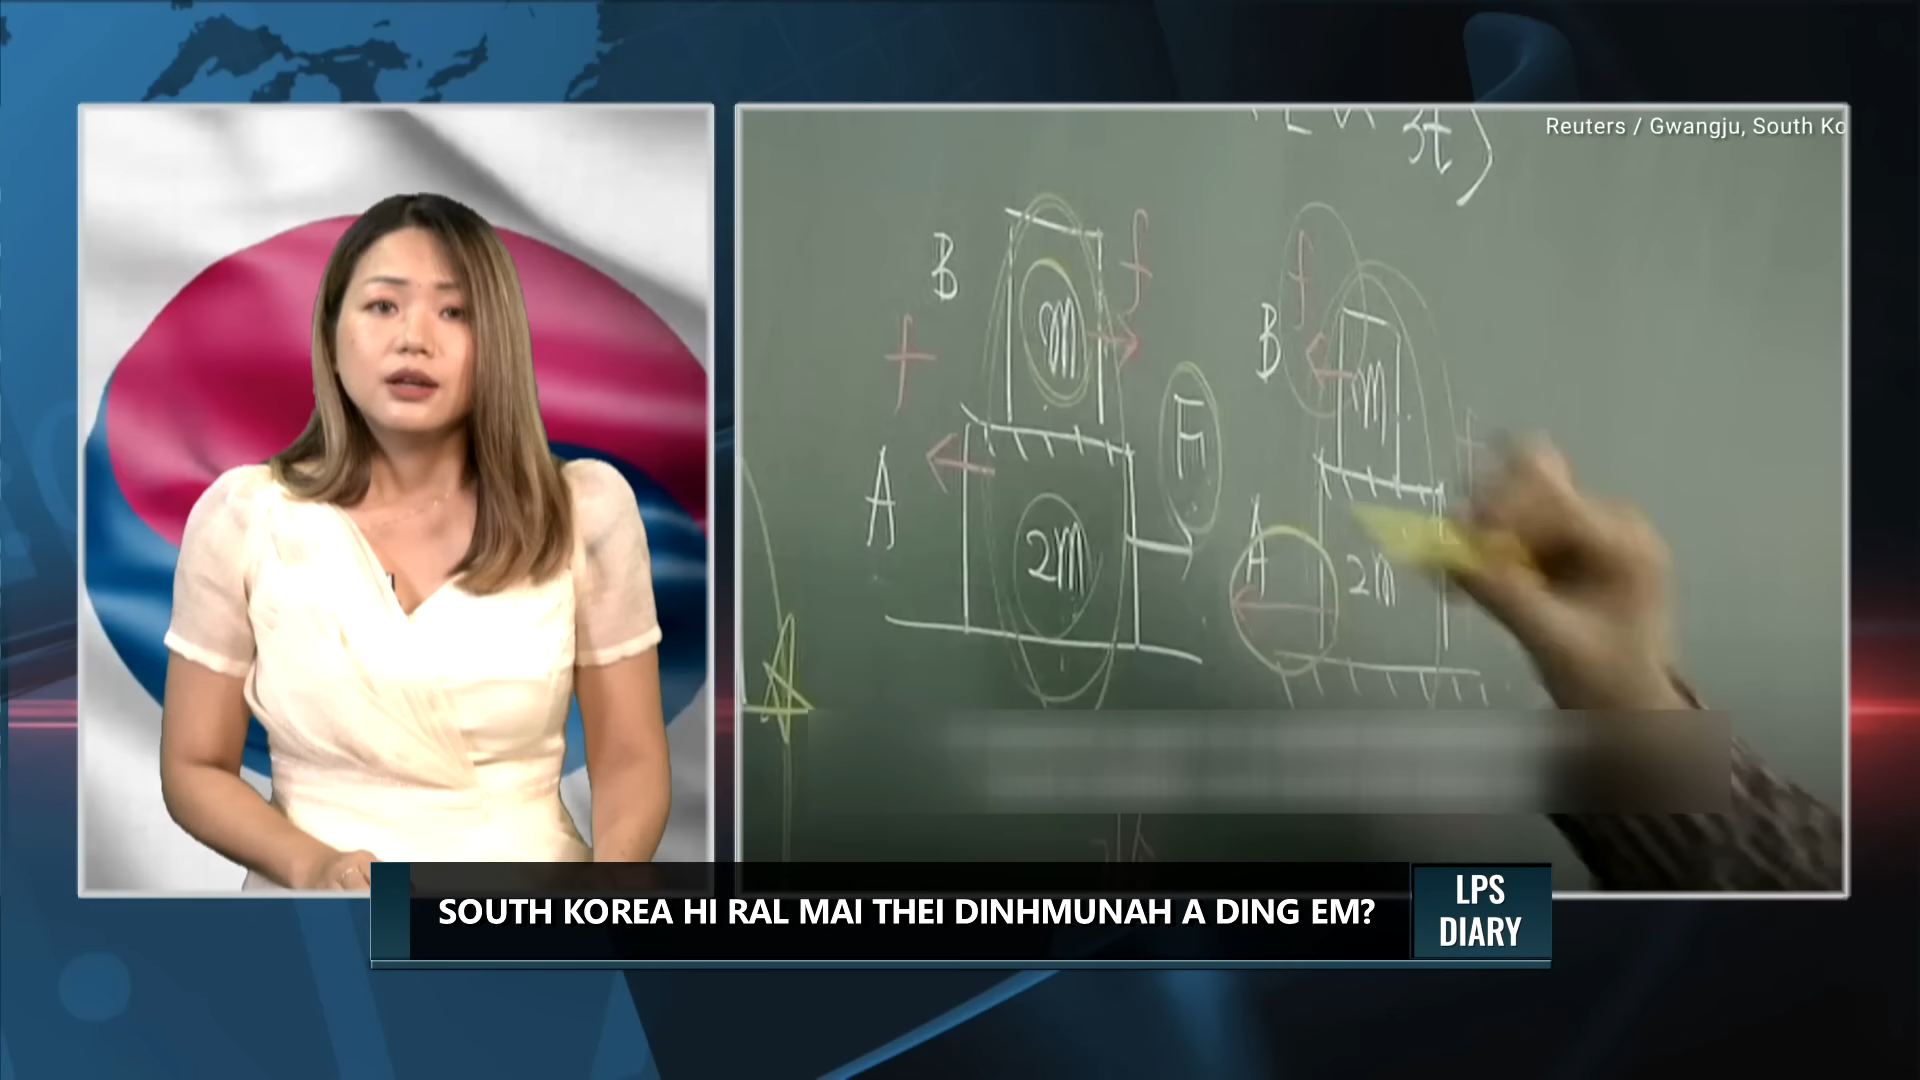 Reuters / Gwangju, South Ko
B
m
f
A
2m
F
f
B
m
A
2m
SOUTH KOREA HI RAL MAI THEI DINHMUNAH A DING EM?
LPS
DIARY